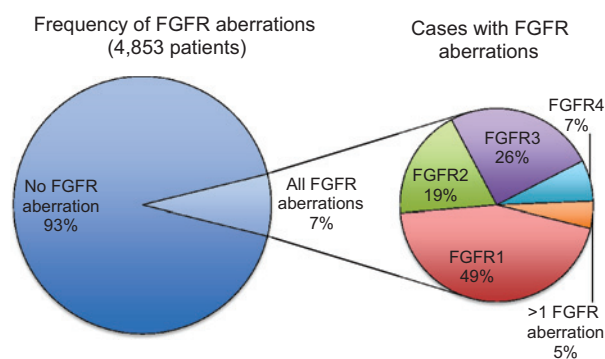 Frequency of FGFR aberrations
(4,853 patients)
Cases with FGFR
aberrations
No FGFR
aberration
93%
All FGFR
aberrations
7%
FGFR1
49%
FGFR2
19%
FGFR3
26%
FGFR4
7%
>1 FGFR
aberration
5%